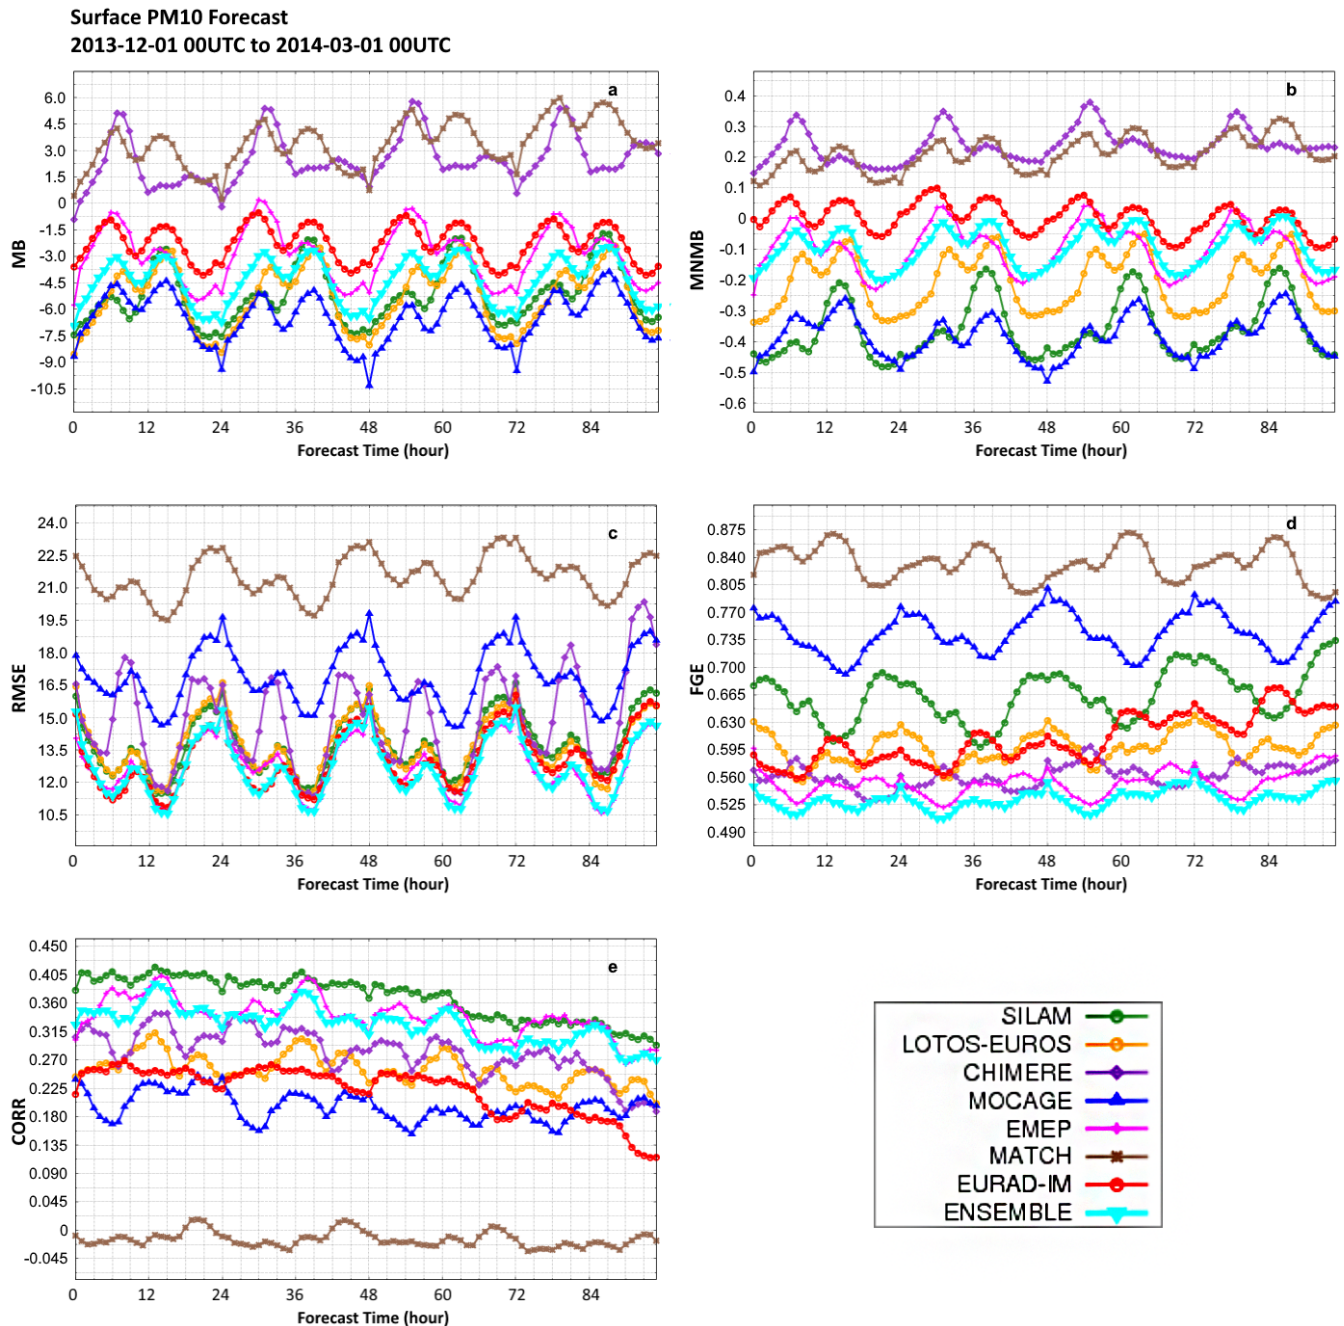 Surface PM10 Forecast
2013-12-01 00UTC to 2014-03-01 00UTC
a
MB
6.0
4.5
3.0
1.5
0
-1.5
-3.0
-4.5
-6.0
-7.5
-9.0
-10.5
0 12 24 36 48 60 72 84
Forecast Time (hour)
b
MNMB
0.4
0.3
0.2
0.1
0
-0.1
-0.2
-0.3
-0.4
-0.5
-0.6
0 12 24 36 48 60 72 84
Forecast Time (hour)
c
RMSE
24.0
22.5
21.0
19.5
18.0
16.5
15.0
13.5
12.0
10.5
0 12 24 36 48 60 72 84
Forecast Time (hour)
d
FGE
0.875
0.840
0.805
0.770
0.735
0.700
0.665
0.630
0.595
0.560
0.525
0.490
0 12 24 36 48 60 72 84
Forecast Time (hour)
e
CORR
0.450
0.405
0.360
0.315
0.270
0.225
0.180
0.135
0.090
0.045
0
-0.045
0 12 24 36 48 60 72 84
Forecast Time (hour)
SILAM
LOTOS-EUROS
CHIMERE
MOCAGE
EMEP
MATCH
EURAD-IM
ENSEMBLE